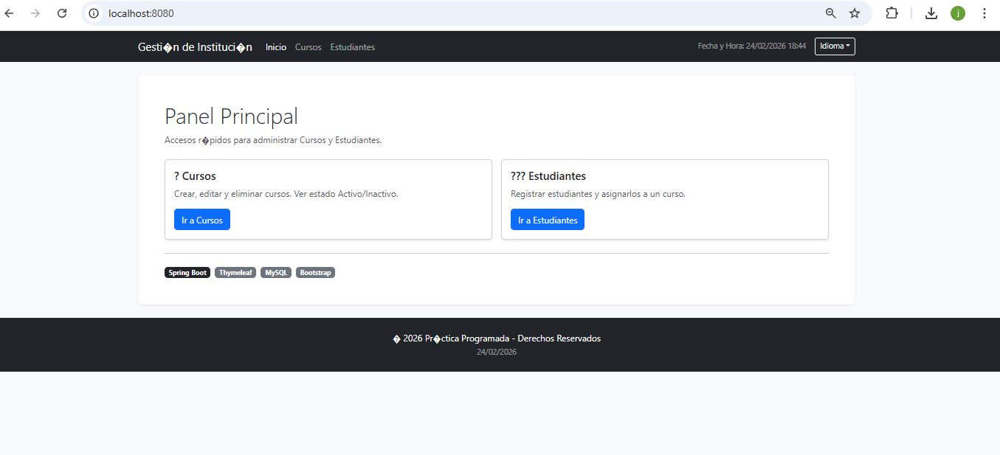 localhost:8080
j
Gesti�n de Instituci�n Inicio Cursos Estudiantes Fecha y Hora: 24/02/2026 18:44 Idioma
Panel Principal
Accesos r�pidos para administrar Cursos y Estudiantes.
? Cursos
Crear, editar y eliminar cursos. Ver estado Activo/Inactivo.
Ir a Cursos
??? Estudiantes
Registrar estudiantes y asignarlos a un curso.
Ir a Estudiantes
Spring Boot Thymeleaf MySQL Bootstrap
� 2026 Pr�ctica Programada - Derechos Reservados
24/02/2026